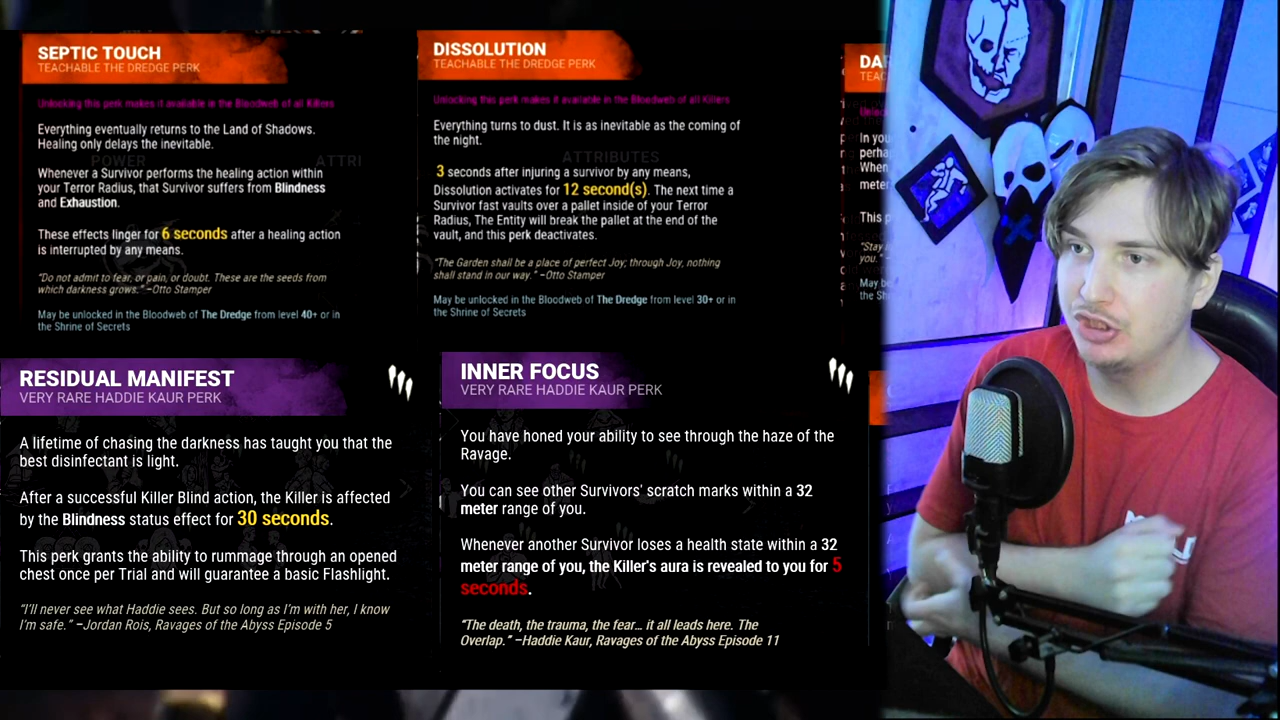 SEPTIC TOUCH
TEACHABLE THE DREDGE PERK
Unlocking this perk makes it available in the Bloodweb of all Killers
Everything eventually returns to the Land of Shadows.
Healing only delays the inevitable.
POWER
ATTRI
Whenever a Survivor performs the healing action within
your Terror Radius, that Survivor suffers from Blindness
and Exhaustion.
These effects linger for 6 seconds after a healing action
is interrupted by any means.
"Do not admit to fear, or pain, or doubt. These are the seeds from
which darkness grows." –Otto Stamper
May be unlocked in the Bloodweb of The Dredge from level 40+ or in
the Shrine of Secrets
DISSOLUTION
TEACHABLE THE DREDGE PERK
Unlocking this perk makes it available in the Bloodweb of all Killers
Everything turns to dust. It is as inevitable as the coming of
the night.
ATTRIBUTES
3 seconds after injuring a survivor by any means,
Dissolution activates for 12 second(s). The next time a
Survivor fast vaults over a pallet inside of your Terror
Radius, The Entity will break the pallet at the end of the
vault, and this perk deactivates.
"The Garden shall be a place of perfect Joy; through Joy, nothing
shall stand in our way." –Otto Stamper
May be unlocked in the Bloodweb of The Dredge from level 30+ or in
the Shrine of Secrets
DA
TEAC
Unlo
In you
perha
When
meter
This p
"Stay
you." –
May be
the Shr
RESIDUAL MANIFEST
VERY RARE HADDIE KAUR PERK
A lifetime of chasing the darkness has taught you that the
best disinfectant is light.
After a successful Killer Blind action, the Killer is affected
by the Blindness status effect for 30 seconds.
This perk grants the ability to rummage through an opened
chest once per Trial and will guarantee a basic Flashlight.
"I'll never see what Haddie sees. But so long as I'm with her, I know
I'm safe." –Jordan Rois, Ravages of the Abyss Episode 5
INNER FOCUS
VERY RARE HADDIE KAUR PERK
You have honed your ability to see through the haze of the
Ravage.
You can see other Survivors' scratch marks within a 32
meter range of you.
Whenever another Survivor loses a health state within a 32
meter range of you, the Killer's aura is revealed to you for 5
seconds.
"The death, the trauma, the fear... it all leads here. The
Overlap." –Haddie Kaur, Ravages of the Abyss Episode 11